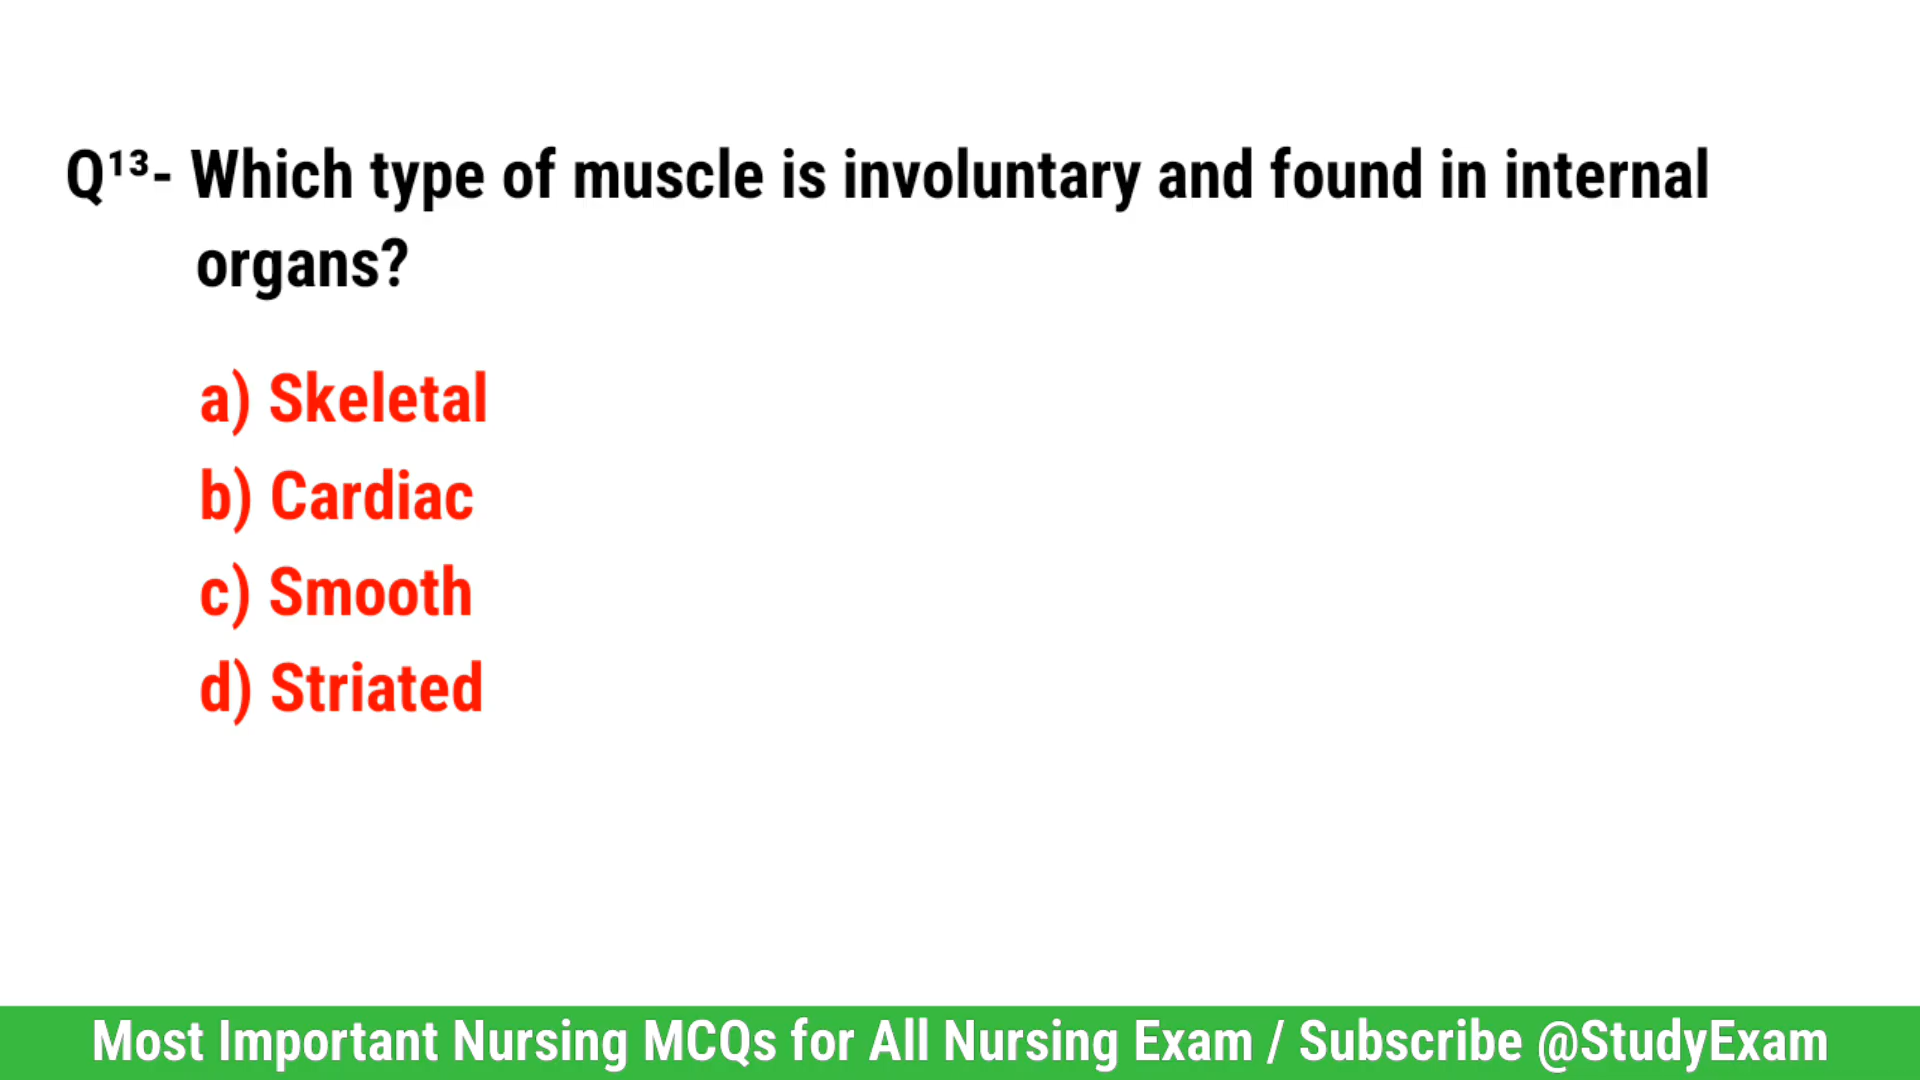 Q¹³- Which type of muscle is involuntary and found in internal
organs?
a) Skeletal
b) Cardiac
c) Smooth
d) Striated
Most Important Nursing MCQs for All Nursing Exam / Subscribe @StudyExam